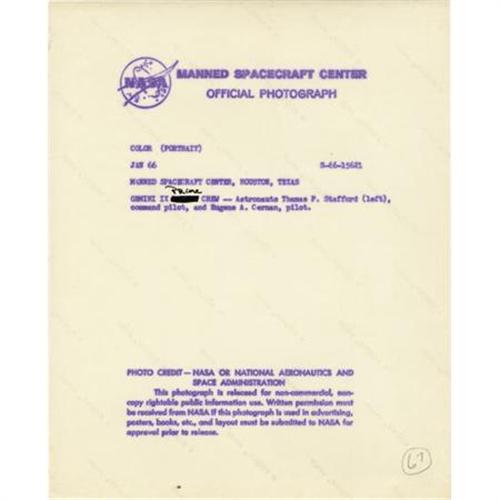 NASA
MANNED SPACECRAFT CENTER
OFFICIAL PHOTOGRAPH
COLOR (PORTRAIT)
JAN 66 S-66-15621
MANNED SPACECRAFT CENTER, HOUSTON, TEXAS
Prime
GEMINI IX CREW -- Astronauts Thomas P. Stafford (left),
command pilot, and Eugene A. Cernan, pilot.
PHOTO CREDIT—NASA OR NATIONAL AERONAUTICS AND
SPACE ADMINISTRATION
This photograph is released for non-commercial, non-
copy rightable public information use. Written permission must
be received from NASA if this photograph is used in advertising,
posters, books, etc., and layout must be submitted to NASA for
approval prior to release.
67